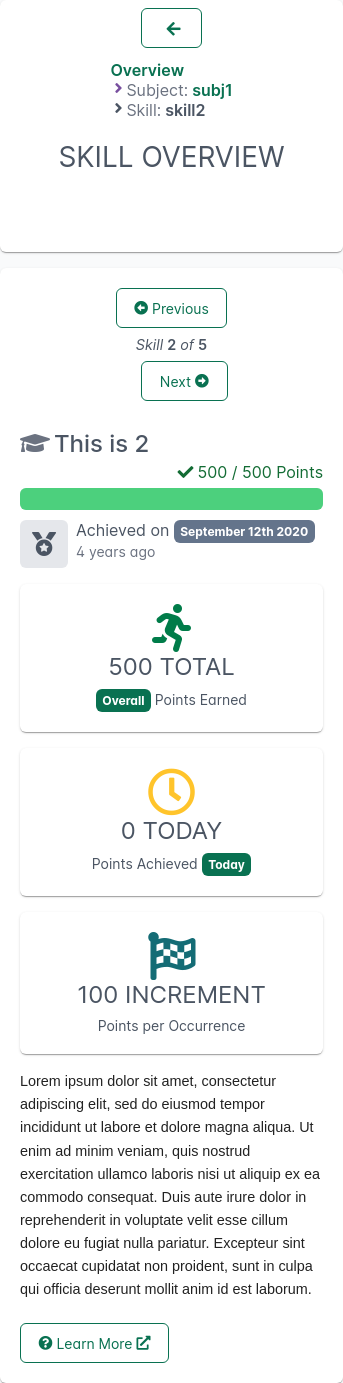 Overview
Subject: subj1
Skill: skill2
SKILL OVERVIEW
Previous
Skill 2 of 5
Next
This is 2
500 / 500 Points
Achieved on September 12th 2020
4 years ago
500 TOTAL
Overall Points Earned
0 TODAY
Points Achieved Today
100 INCREMENT
Points per Occurrence
Lorem ipsum dolor sit amet, consectetur
adipiscing elit, sed do eiusmod tempor
incididunt ut labore et dolore magna aliqua. Ut
enim ad minim veniam, quis nostrud
exercitation ullamco laboris nisi ut aliquip ex ea
commodo consequat. Duis aute irure dolor in
reprehenderit in voluptate velit esse cillum
dolore eu fugiat nulla pariatur. Excepteur sint
occaecat cupidatat non proident, sunt in culpa
qui officia deserunt mollit anim id est laborum.
Learn More